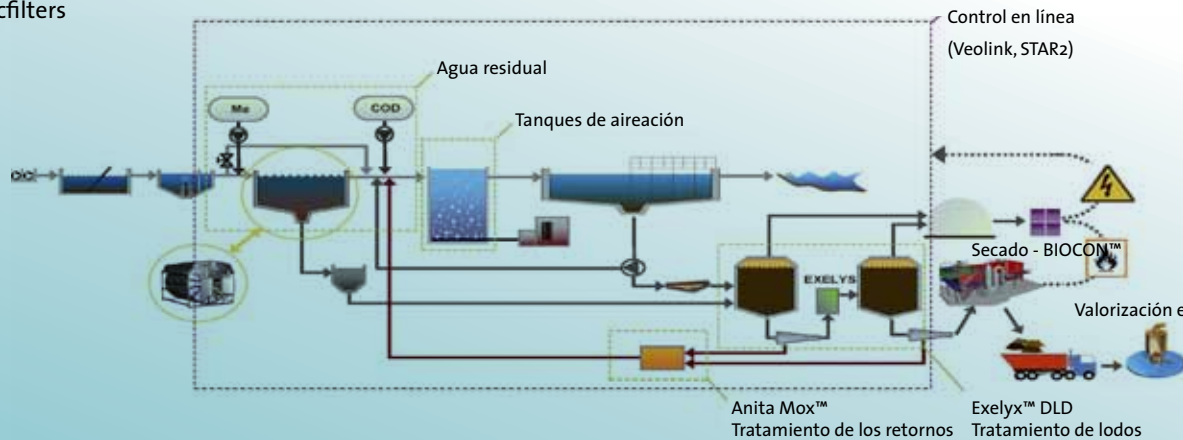 cfilters
Control en línea
(Veolink, STAR2)
Agua residual
Me
COD
Tanques de aireación
Secado - BIOCON™
EXELYS
Valorización e
Anita Mox™
Tratamiento de los retornos
Exelyx™ DLD
Tratamiento de lodos